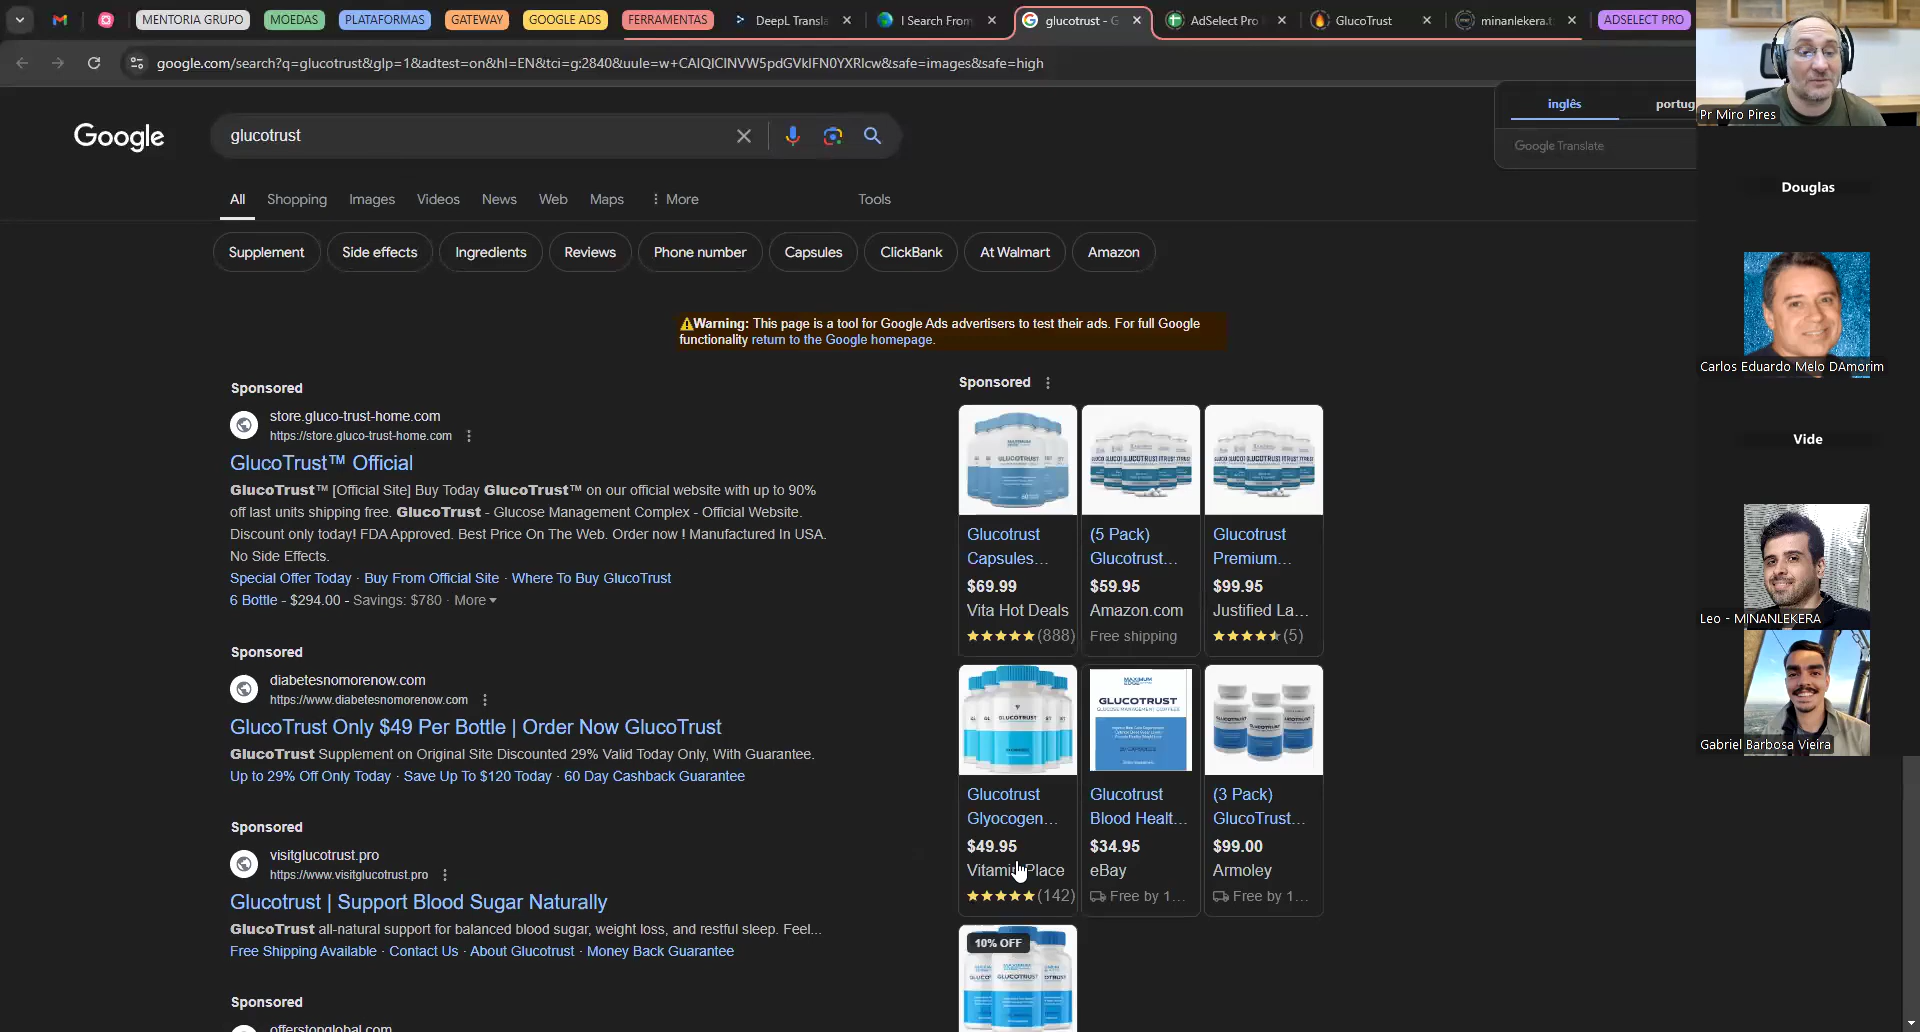 MENTORIA GRUPO
MOEDAS
PLATAFORMAS
GATEWAY
GOOGLE ADS
FERRAMENTAS
DeepL Transla
I Search From
glucotrust - G
AdSelect Pro
GlucoTrust
minanlekera.t
ADSELECT PRO
google.com/search?q=glucotrust&glp=1&adtest=on&hl=EN&tci=g:2840&uule=w+CAIQICINVW5pdGVkIFN0YXRlcw&safe=images&safe=high
inglês
portug
Google Translate
Google
glucotrust
All
Shopping
Images
Videos
News
Web
Maps
More
Tools
Supplement
Side effects
Ingredients
Reviews
Phone number
Capsules
ClickBank
At Walmart
Amazon
Warning: This page is a tool for Google Ads advertisers to test their ads. For full Google
functionality return to the Google homepage.
Sponsored
store.gluco-trust-home.com
https://store.gluco-trust-home.com
GlucoTrust™ Official
GlucoTrust™ [Official Site] Buy Today GlucoTrust™ on our official website with up to 90%
off last units shipping free. GlucoTrust - Glucose Management Complex - Official Website.
Discount only today! FDA Approved. Best Price On The Web. Order now ! Manufactured In USA.
No Side Effects.
Special Offer Today · Buy From Official Site · Where To Buy GlucoTrust
6 Bottle - $294.00 - Savings: $780 · More
Sponsored
diabetesnomorenow.com
https://www.diabetesnomorenow.com
GlucoTrust Only $49 Per Bottle | Order Now GlucoTrust
GlucoTrust Supplement on Original Site Discounted 29% Valid Today Only, With Guarantee.
Up to 29% Off Only Today · Save Up To $120 Today · 60 Day Cashback Guarantee
Sponsored
visitglucotrust.pro
https://www.visitglucotrust.pro
Glucotrust | Support Blood Sugar Naturally
GlucoTrust all-natural support for balanced blood sugar, weight loss, and restful sleep. Feel...
Free Shipping Available · Contact Us · About Glucotrust · Money Back Guarantee
Sponsored
offerstopglobal.com
Sponsored
GLUCOTRUST
Glucotrust
Capsules...
$69.99
Vita Hot Deals
(888)
GLUCOTRUST
(5 Pack)
Glucotrust...
$59.95
Amazon.com
Free shipping
GLUCOTRUST
Glucotrust
Premium...
$99.95
Justified La...
(5)
GLUCOTRUST
Glucotrust
Glyocogen...
$49.95
Vitamin Place
(142)
MAXIMUM
EDGE
GLUCOTRUST
Glucotrust
Blood Healt...
$34.95
eBay
Free by 1...
GLUCOTRUST
(3 Pack)
GlucoTrust...
$99.00
Armoley
Free by 1...
10% OFF
GLUCOTRUST
Pr Miro Pires
Douglas
Carlos Eduardo Melo DAmorim
Vide
Leo - MINANLEKERA
Gabriel Barbosa Vieira